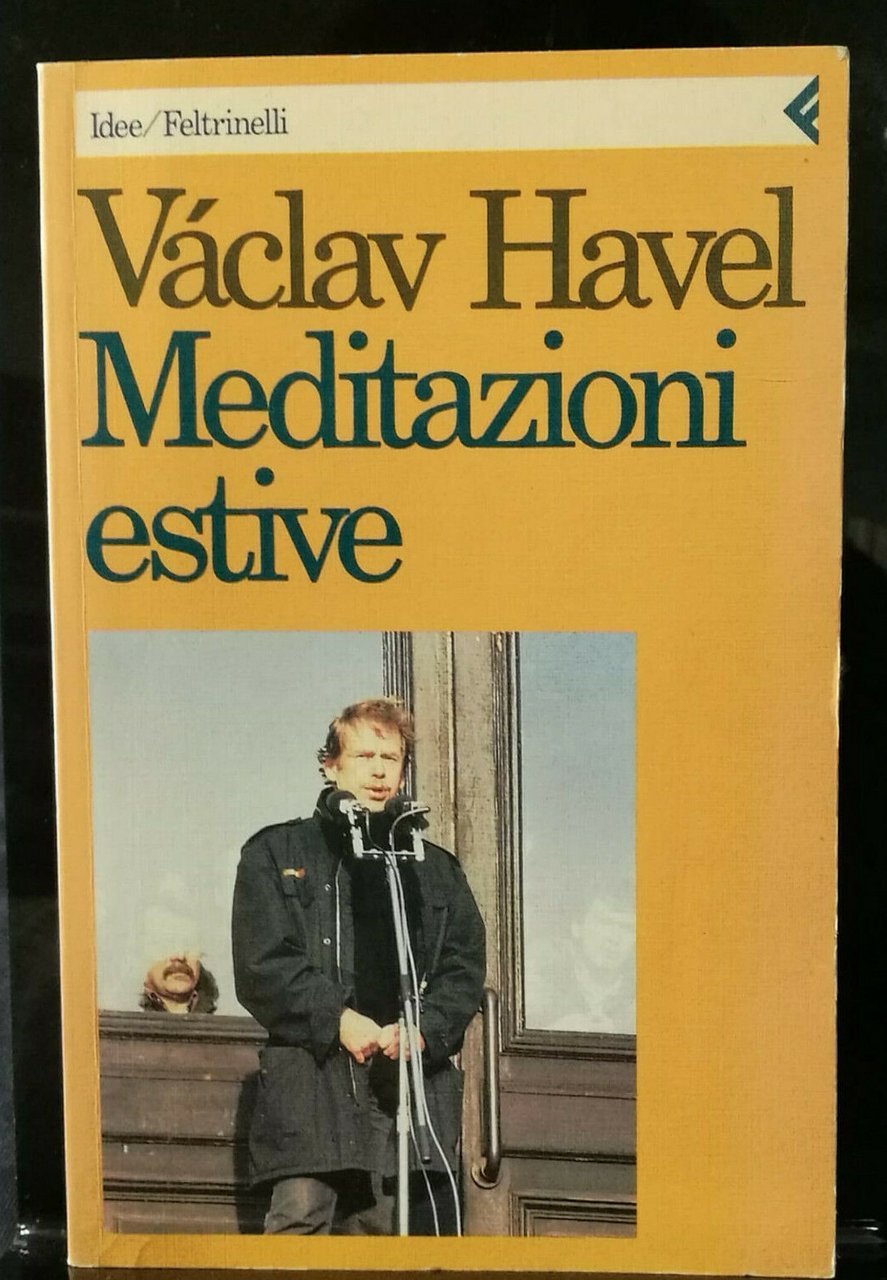 Idee/Feltrinelli
Václav Havel
Meditazioni
estive